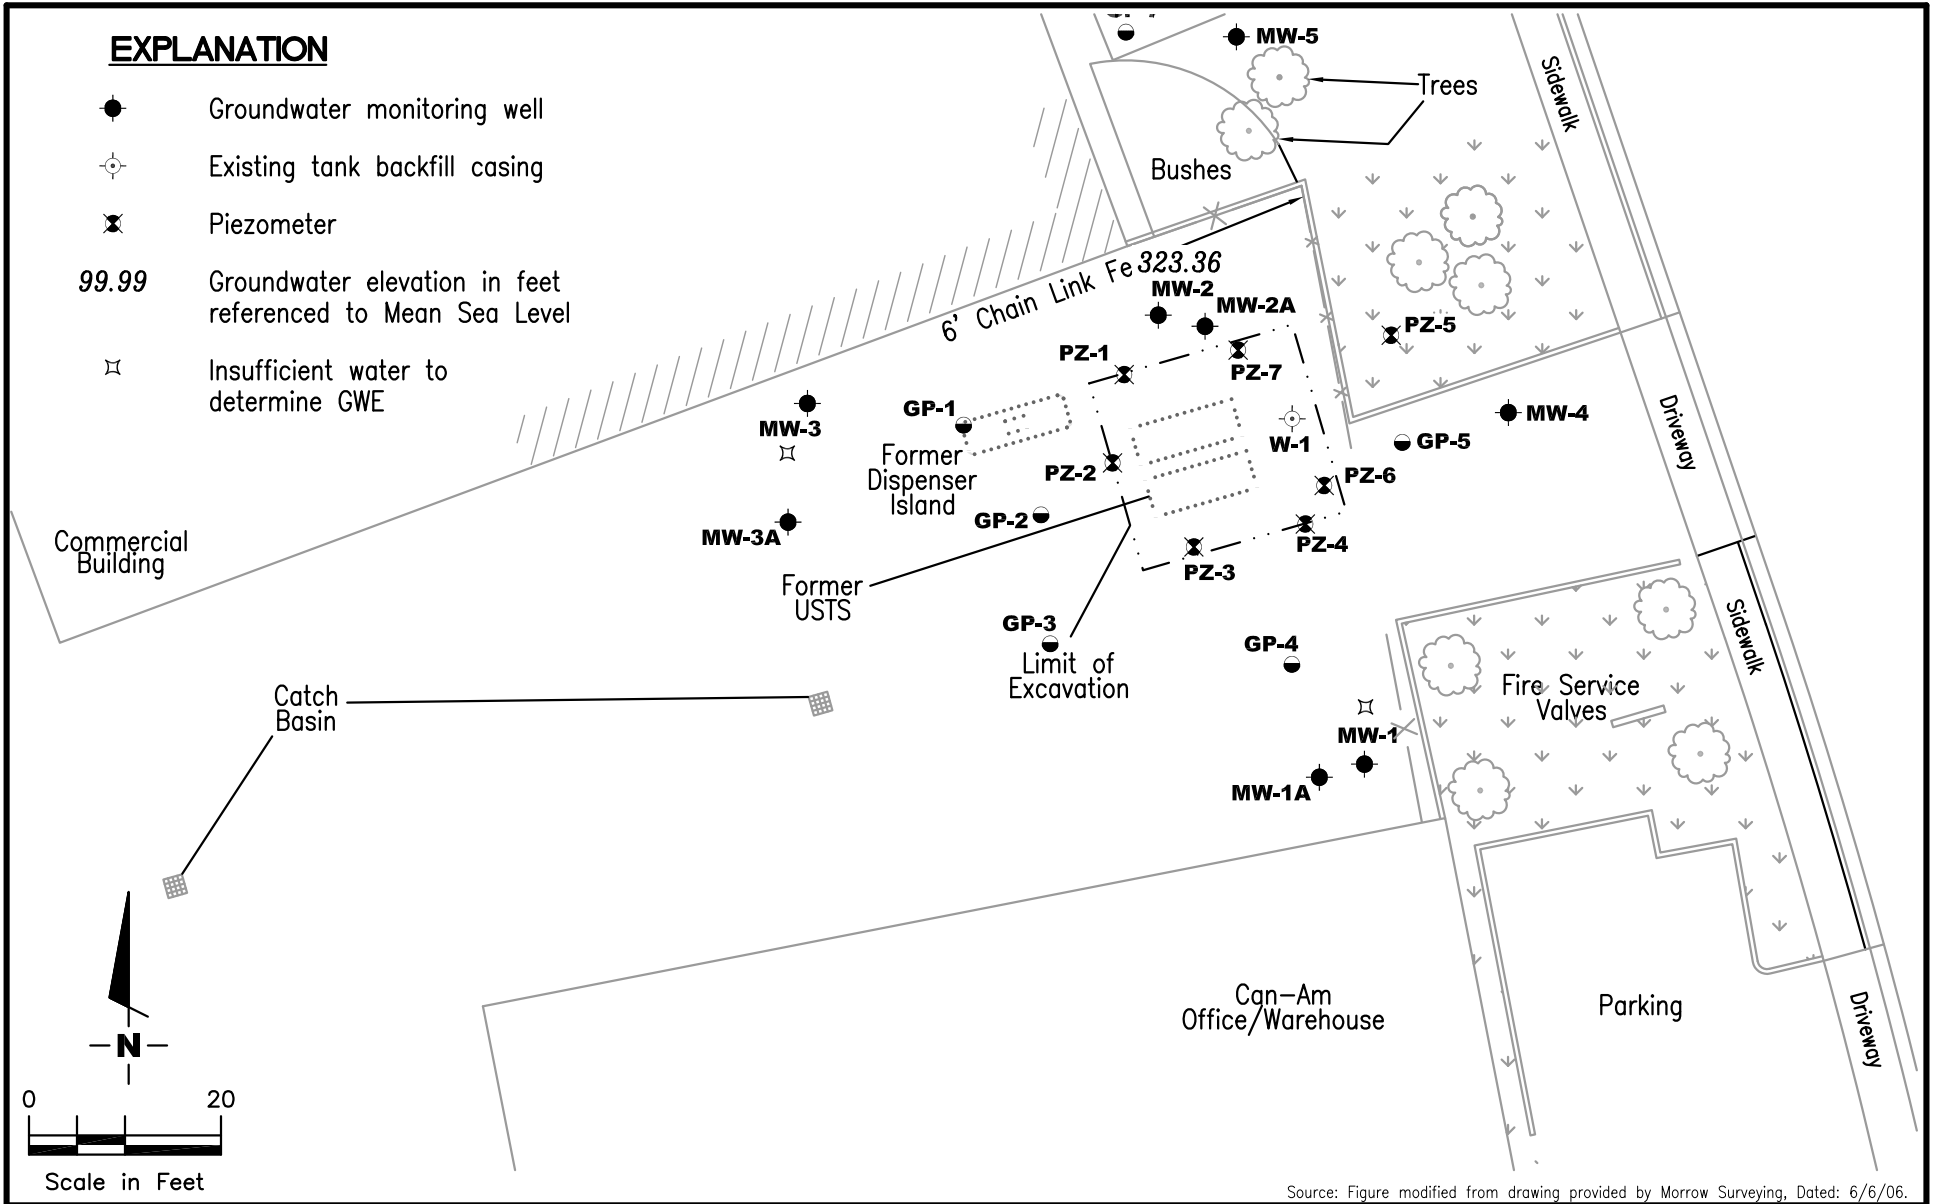 EXPLANATION
Groundwater monitoring well
Existing tank backfill casing
Piezometer
99.99
Groundwater elevation in feet
referenced to Mean Sea Level
Insufficient water to
determine GWE
MW-5
Trees
Sidewalk
Bushes
6' Chain Link Fe
323.36
MW-2
MW-2A
PZ-5
PZ-1
PZ-7
GP-1
MW-3
W-1
MW-4
GP-5
Driveway
Former
Dispenser
Island
PZ-2
PZ-6
GP-2
MW-3A
PZ-4
PZ-3
Commercial
Building
Former
USTS
GP-3
Limit of
Excavation
GP-4
Sidewalk
Fire Service
Valves
Catch
Basin
MW-1
MW-1A
Can-Am
Office/Warehouse
Parking
Driveway
N
0 20
Scale in Feet
Source: Figure modified from drawing provided by Morrow Surveying, Dated: 6/6/06.